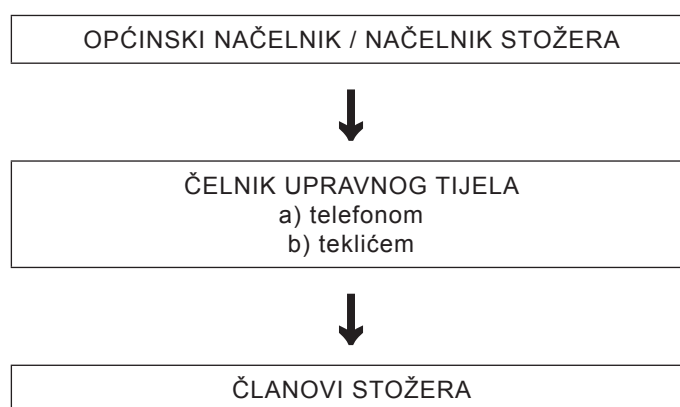 OPĆINSKI NAČELNIK / NAČELNIK STOŽERA
ČELNIK UPRAVNOG TIJELA
a) telefonom
b) teklićem
ČLANOVI STOŽERA